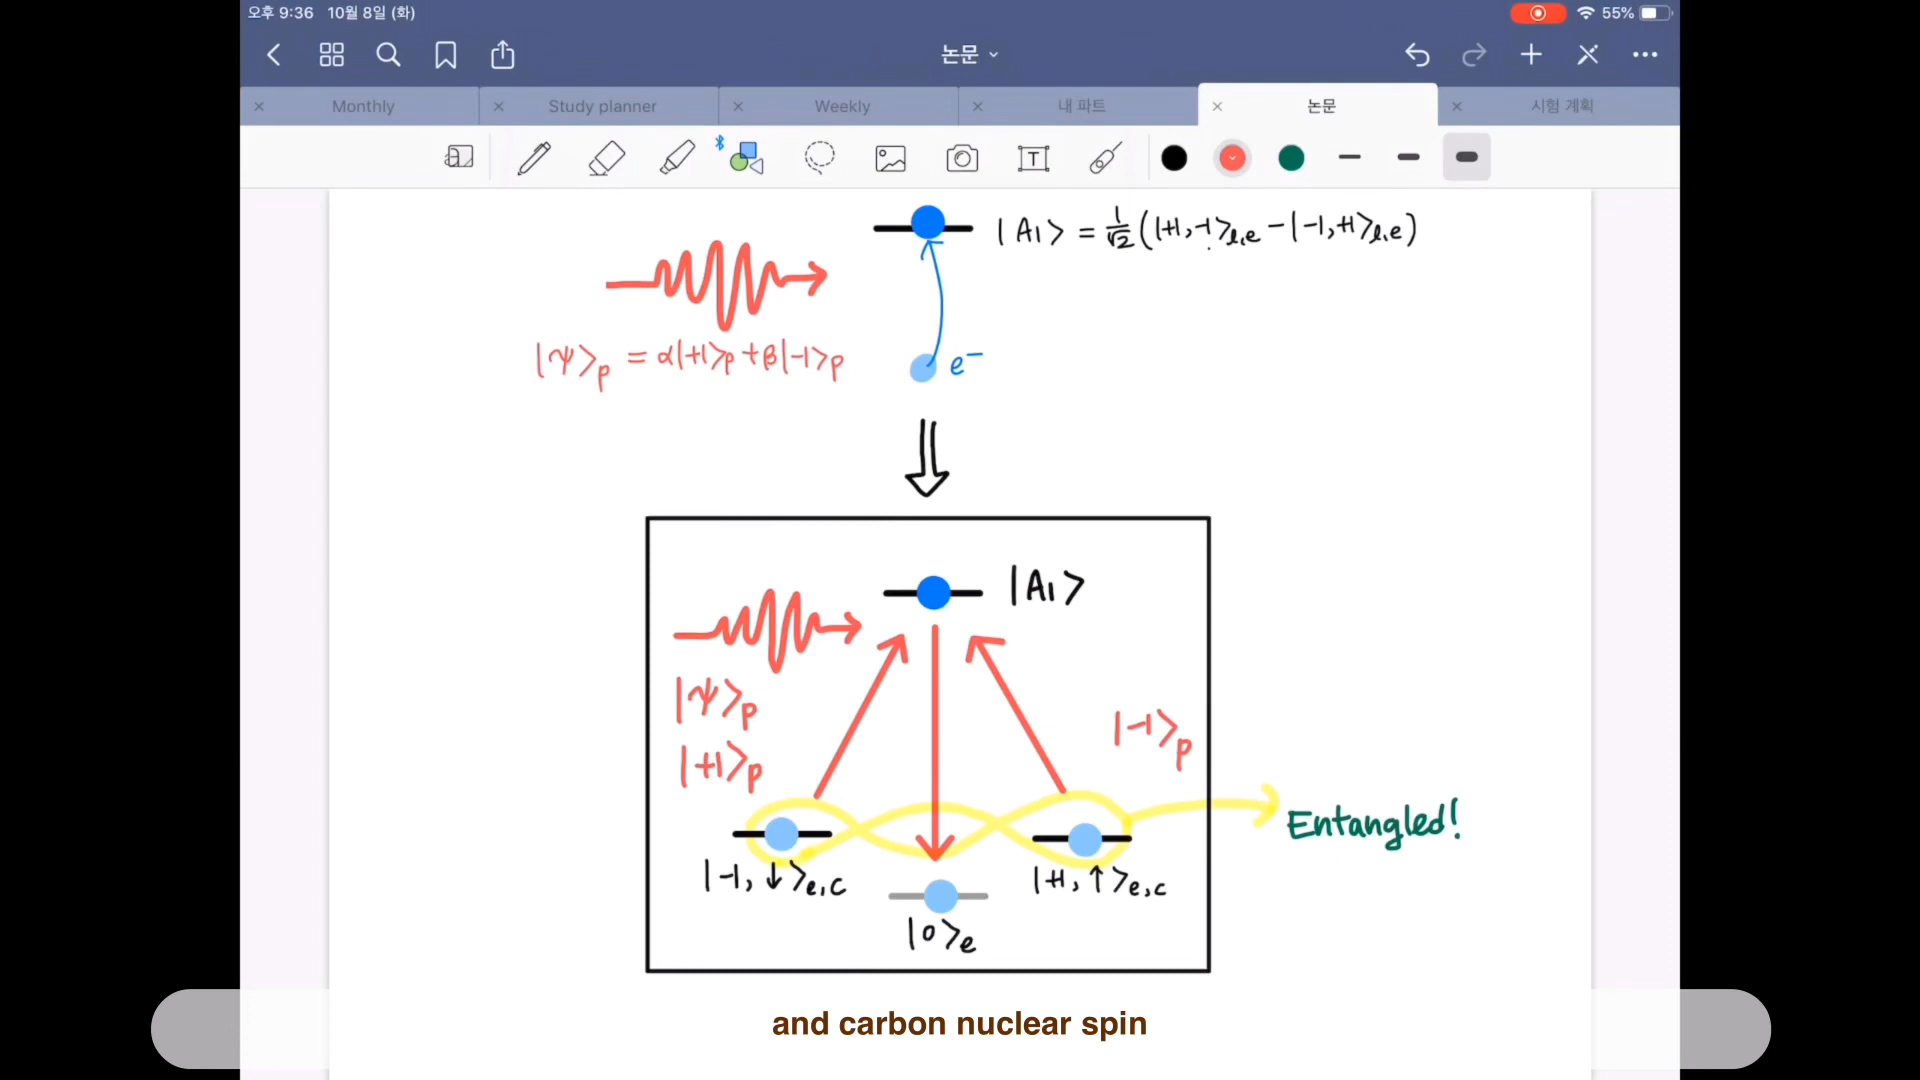 오후 9:36 10월 8일 (화)
55%
논문
Monthly
Study planner
Weekly
내 파트
논문
시험 계획
|A1> = 1/√2 (|+1,-1>l,e - |-1,+1>l,e)
|ψ>p = α|+1>p + β|-1>p
e-
|A1>
|ψ>p
|+1>p
|-1>p
Entangled!
|-1, ↓>e,c
|+1, ↑>e,c
|0>e
and carbon nuclear spin